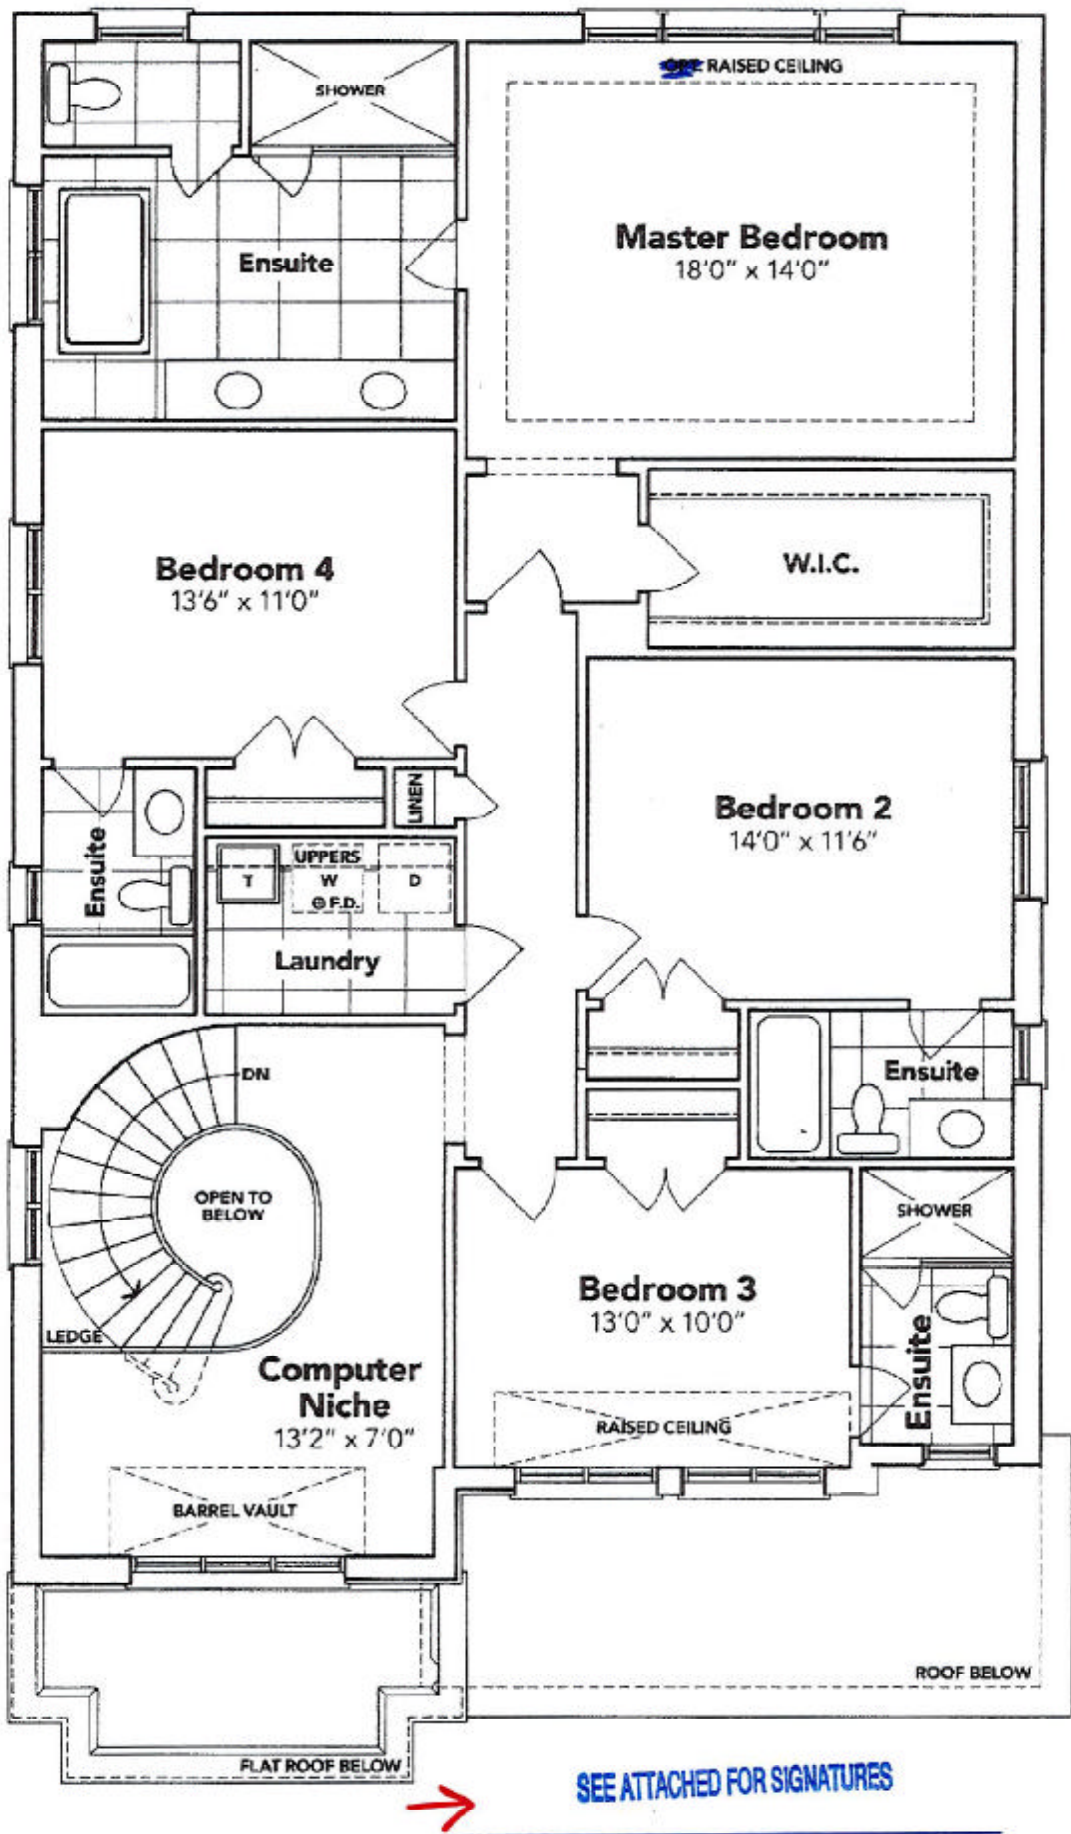 RAISED CEILING
SHOWER
Master Bedroom
18'0" x 14'0"
Ensuite
Bedroom 4
13'6" x 11'0"
W.I.C.
LINEN
Bedroom 2
14'0" x 11'6"
Ensuite
UPPERS
T
W
D
F.D.
Laundry
Ensuite
DN
OPEN TO
BELOW
SHOWER
Bedroom 3
13'0" x 10'0"
LEDGE
Ensuite
Computer
Niche
13'2" x 7'0"
RAISED CEILING
BARREL VAULT
ROOF BELOW
FLAT ROOF BELOW
SEE ATTACHED FOR SIGNATURES